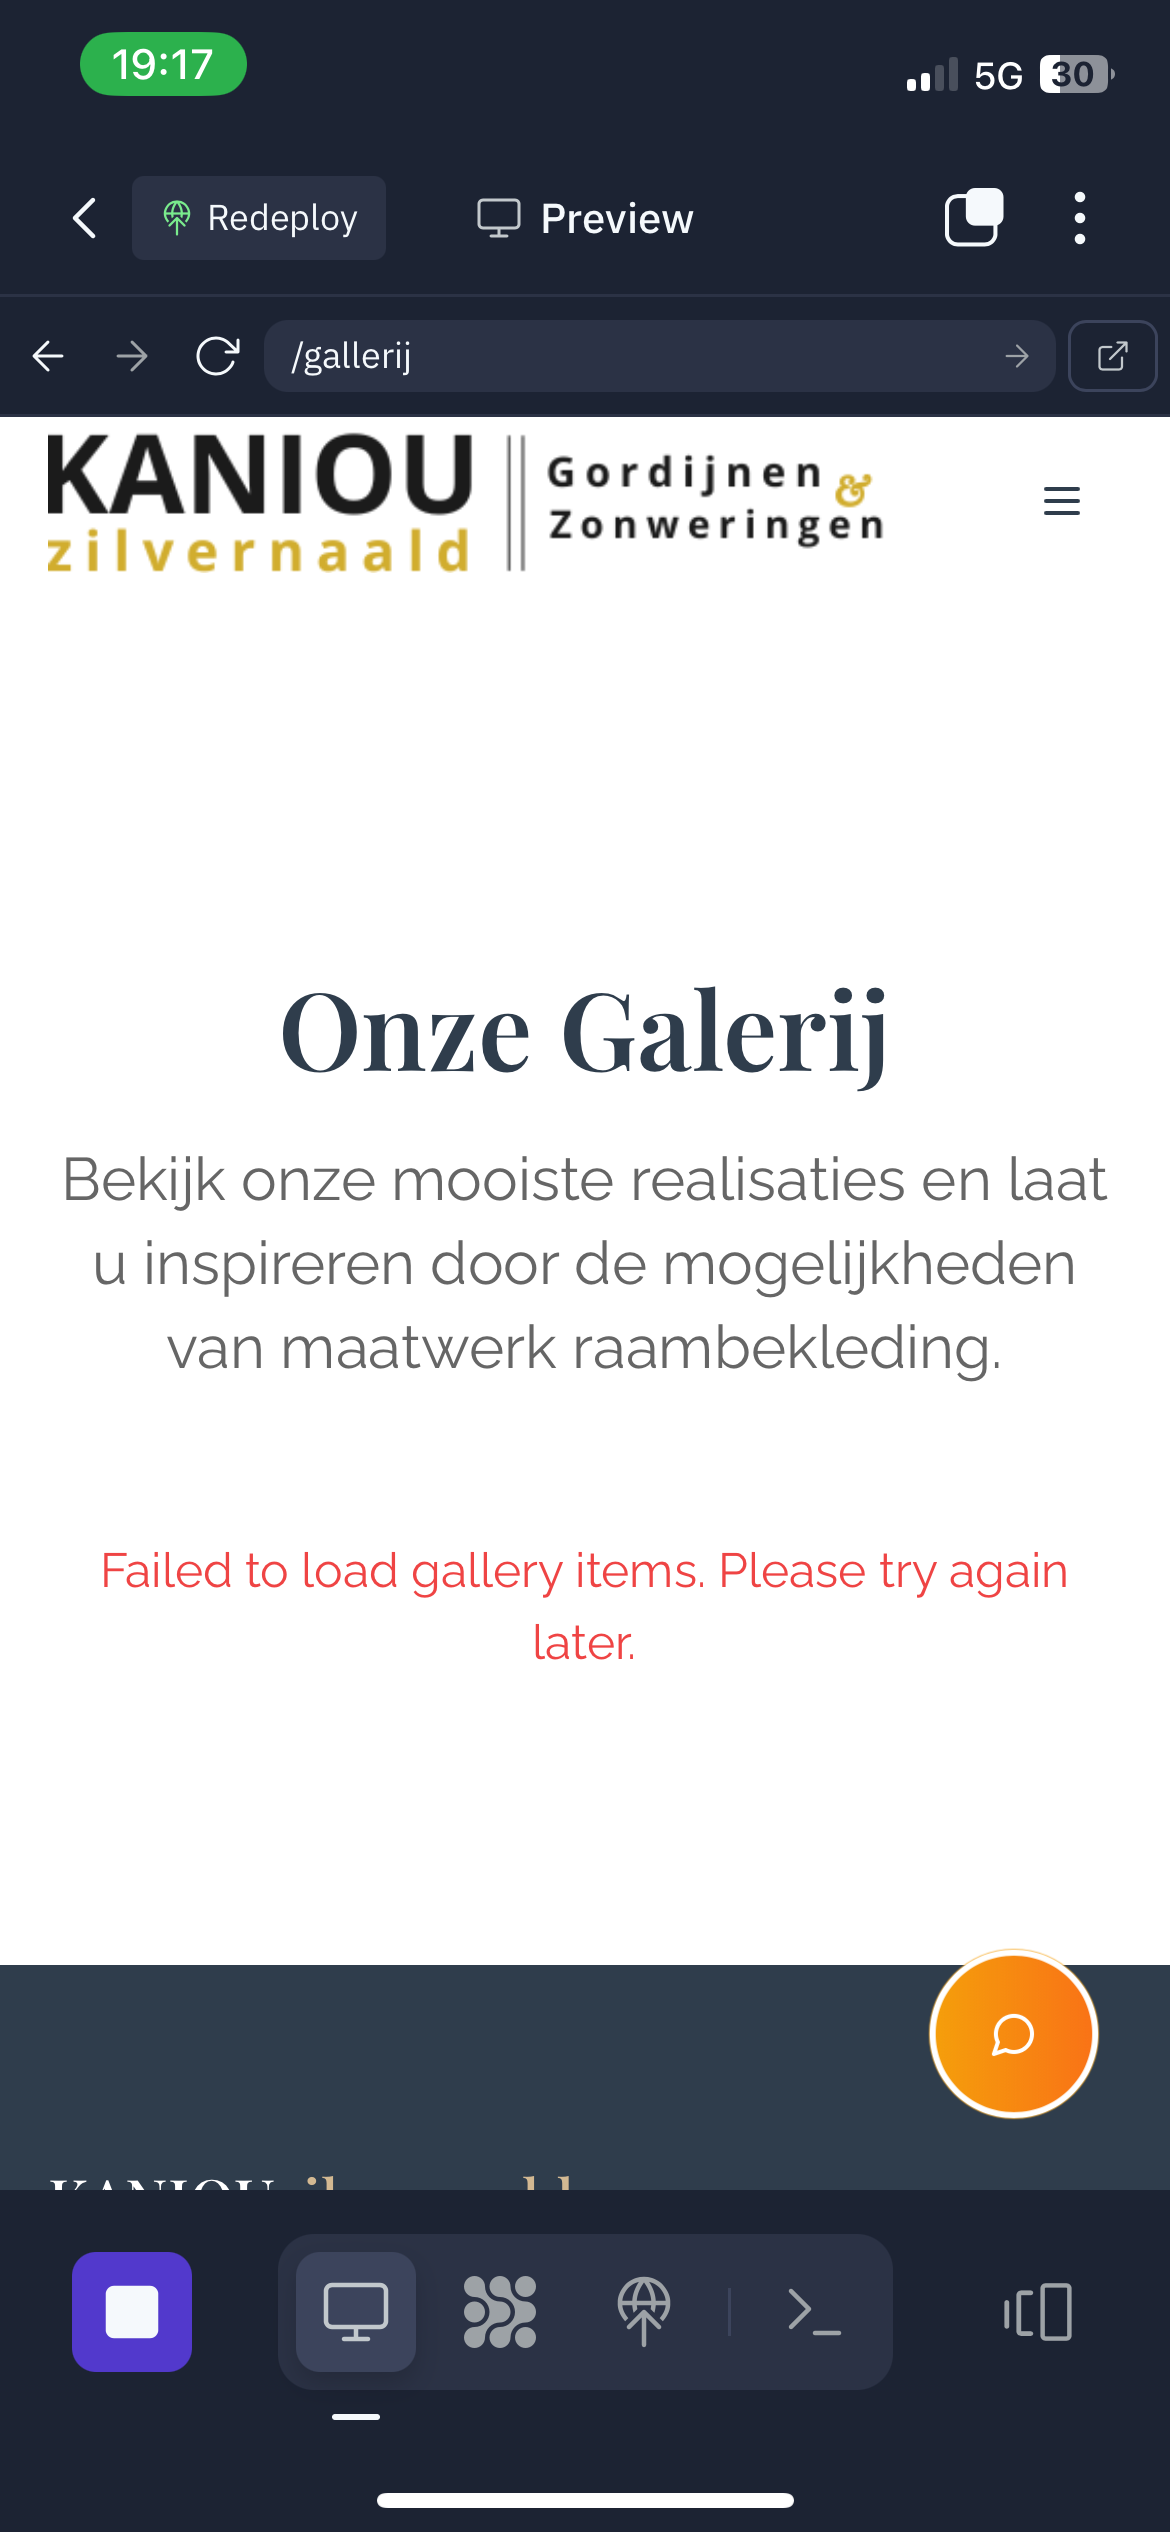 19:17
5G 30
Redeploy
Preview
/gallerij
KANIOU
zilvernaald
Gordijnen &
Zonweringen
Onze Galerij
Bekijk onze mooiste realisaties en laat
u inspireren door de mogelijkheden
van maatwerk raambekleding.
Failed to load gallery items. Please try again
later.